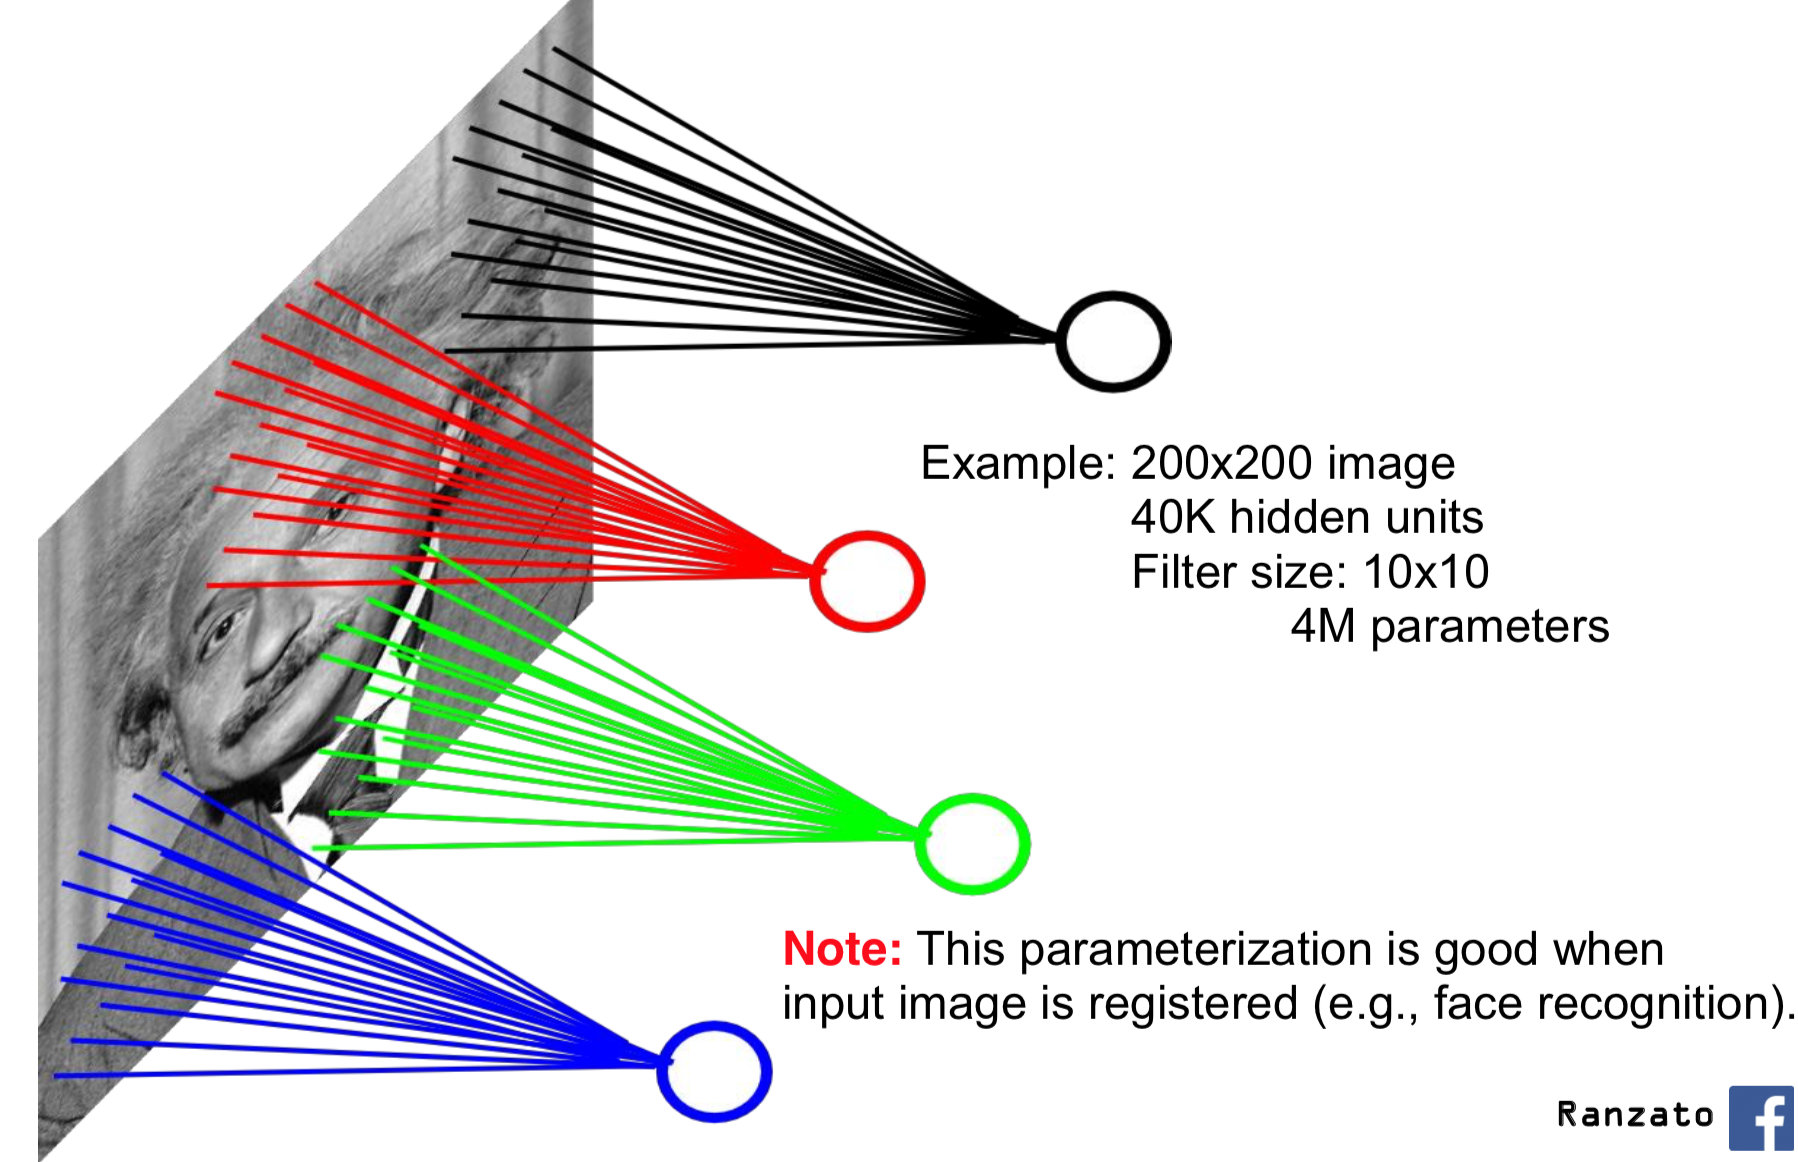 Example: 200x200 image
40K hidden units
Filter size: 10x10
4M parameters
Note: This parameterization is good when
input image is registered (e.g., face recognition).
Ranzato f